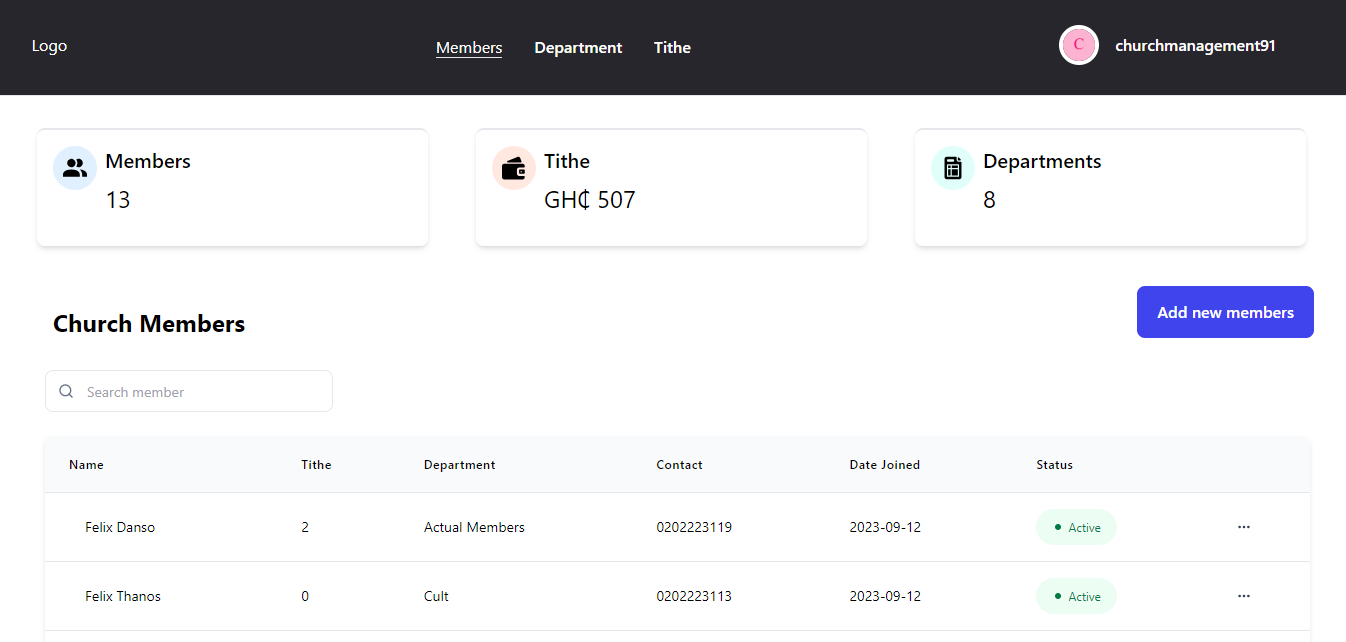 Logo
Members Department Tithe
C churchmanagement91
Members
13
Tithe
GH₵ 507
Departments
8
Church Members
Add new members
Search member
Name Tithe Department Contact Date Joined Status
Felix Danso 2 Actual Members 0202223119 2023-09-12 Active ...
Felix Thanos 0 Cult 0202223113 2023-09-12 Active ...